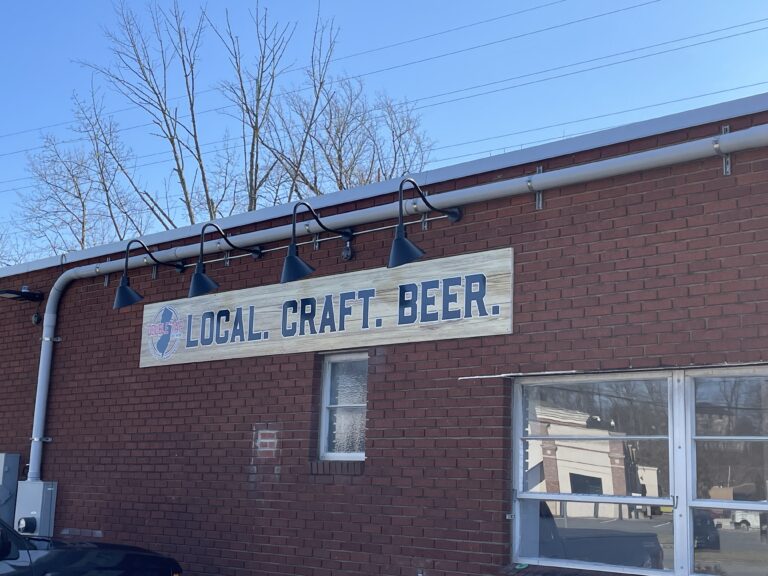 LOCAL. CRAFT. BEER.